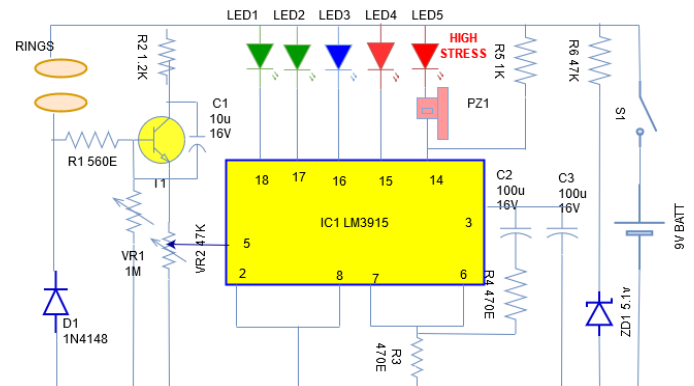 LED1 LED2 LED3 LED4 LED5
RINGS
R2 1.2K
HIGH
STRESS
R5 1K
R6 47K
C1
10u
16V
PZ1
S1
R1 560E
T1
18 17 16 15 14
C2
100u
16V
C3
100u
16V
IC1 LM3915
3
5
VR1
1M
VR2 47K
9V BATT
2 8 7 6
R4 470E
D1
1N4148
R3
470E
ZD1 5.1A